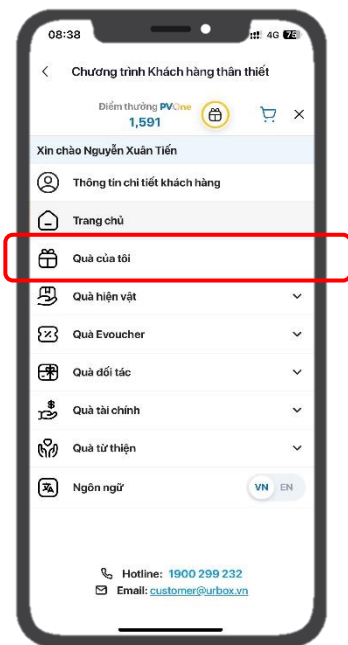 08:38
4G 75
Chương trình Khách hàng thân thiết
Điểm thưởng PVOne
1,591
Xin chào Nguyễn Xuân Tiến
Thông tin chi tiết khách hàng
Trang chủ
Quà của tôi
Quà hiện vật
Quà Evoucher
Quà đối tác
Quà tài chính
Quà từ thiện
Ngôn ngữ
VN EN
Hotline: 1900 299 232
Email: customer@urbox.vn